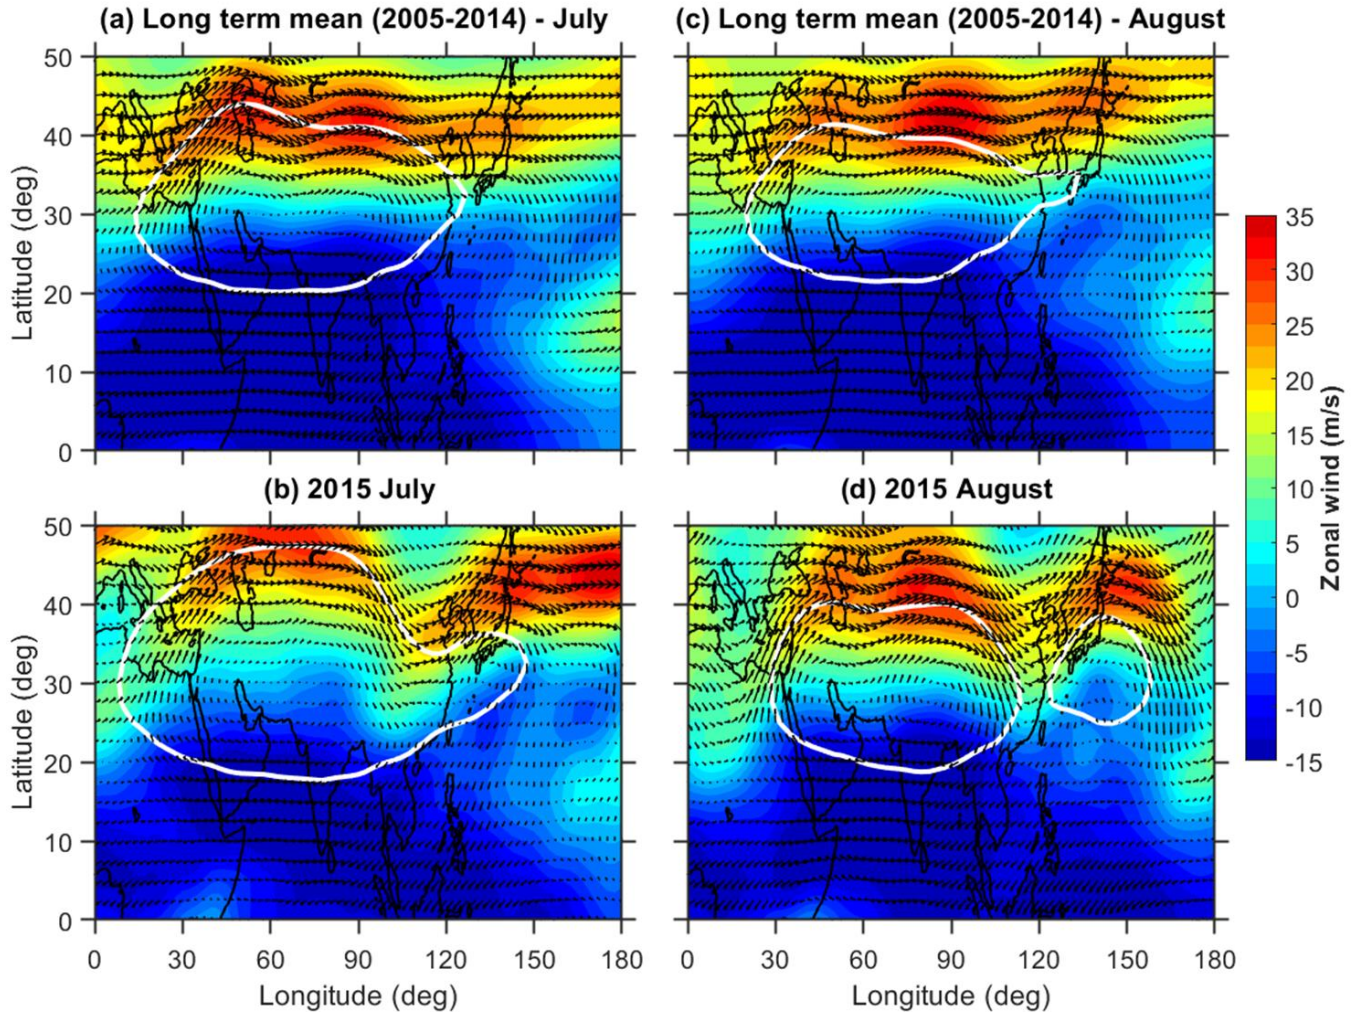 (a) Long term mean (2005-2014) - July
(c) Long term mean (2005-2014) - August
50
40
30
20
10
0
Latitude (deg)
35
30
25
20
15
10
5
0
-5
-10
-15
Zonal wind (m/s)
(b) 2015 July
(d) 2015 August
50
40
30
20
10
0
Latitude (deg)
0 30 60 90 120 150 180
0 30 60 90 120 150 180
Longitude (deg)
Longitude (deg)